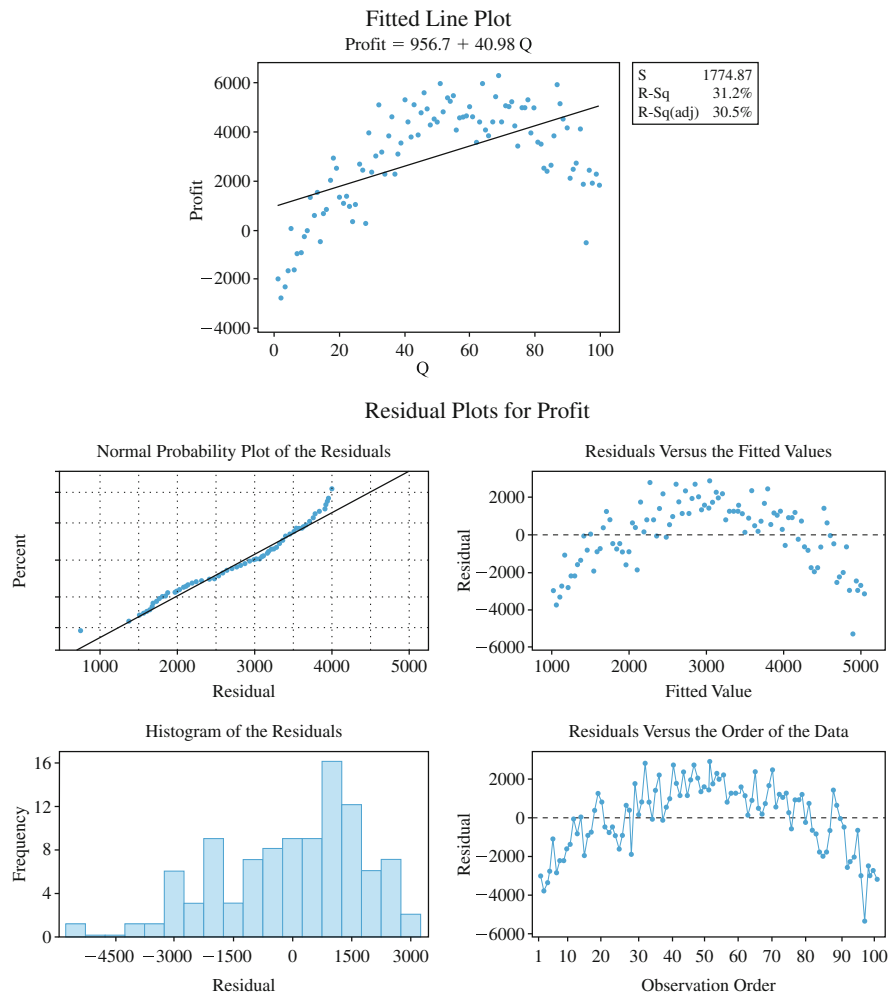 Fitted Line Plot
Profit = 956.7 + 40.98 Q
S 1774.87
R-Sq 31.2%
R-Sq(adj) 30.5%
Profit
6000
4000
2000
0
−2000
−4000
0 20 40 60 80 100
Q
Residual Plots for Profit
Normal Probability Plot of the Residuals
Percent
1000 2000 3000 4000 5000
Residual
Residuals Versus the Fitted Values
Residual
2000
0
−2000
−4000
−6000
1000 2000 3000 4000 5000
Fitted Value
Histogram of the Residuals
Frequency
16
12
8
4
0
−4500 −3000 −1500 0 1500 3000
Residual
Residuals Versus the Order of the Data
Residual
2000
0
−2000
−4000
−6000
1 10 20 30 40 50 60 70 80 90 100
Observation Order